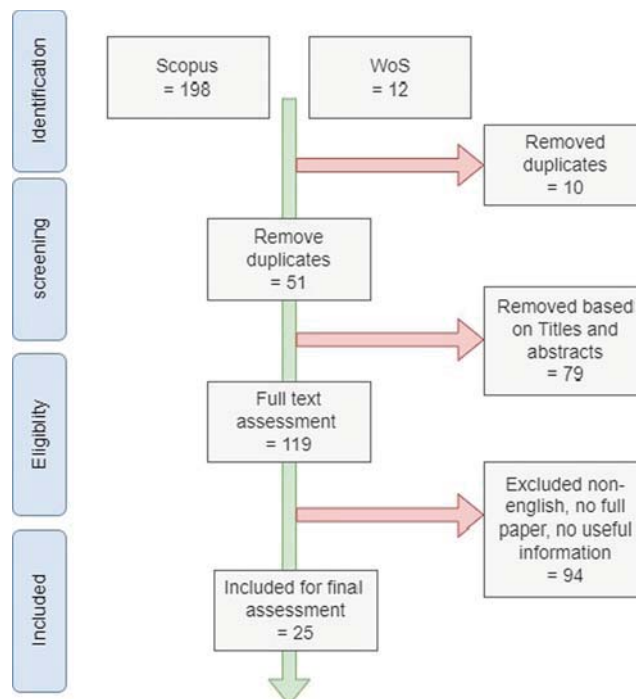 Identification
Scopus
= 198
WoS
= 12
Removed
duplicates
= 10
screening
Remove
duplicates
= 51
Removed based
on Titles and
abstracts
= 79
Eligiblity
Full text
assessment
= 119
Excluded non-
english, no full
paper, no useful
information
= 94
Included
Included for final
assessment
= 25